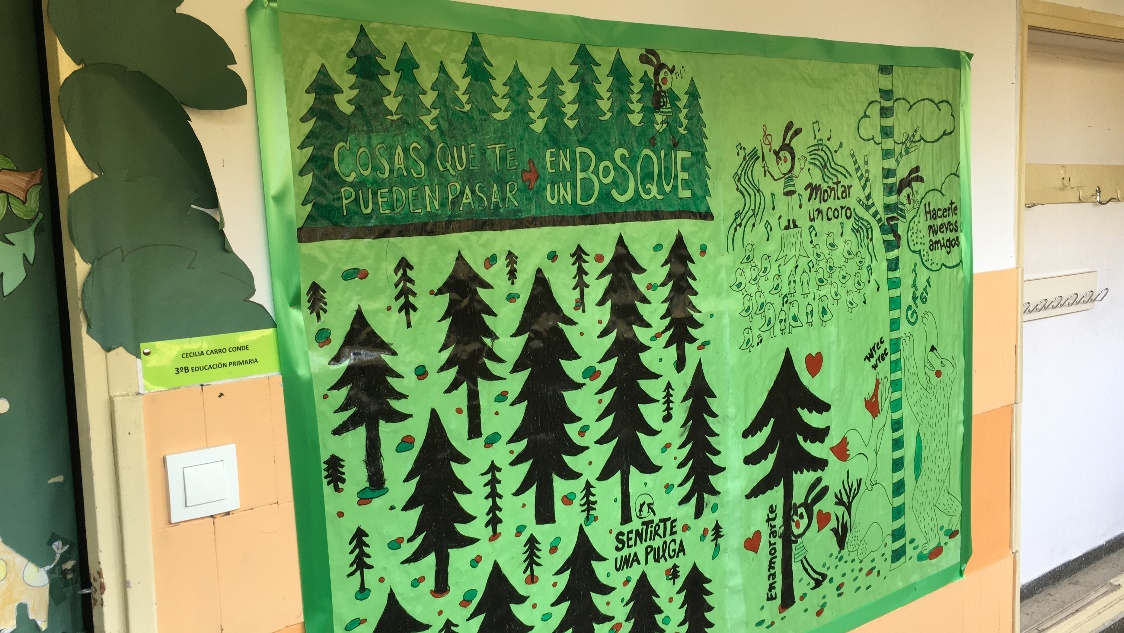 COSAS QUE TE → EN
PUEDEN PASAR UN BOSQUE
Montar
un coro
Hacerte
nuevos
amigos
CECILIA CARRO CONDE
3ºB EDUCACIÓN PRIMARIA
SENTIRTE
UNA PULGA
Enamorarte